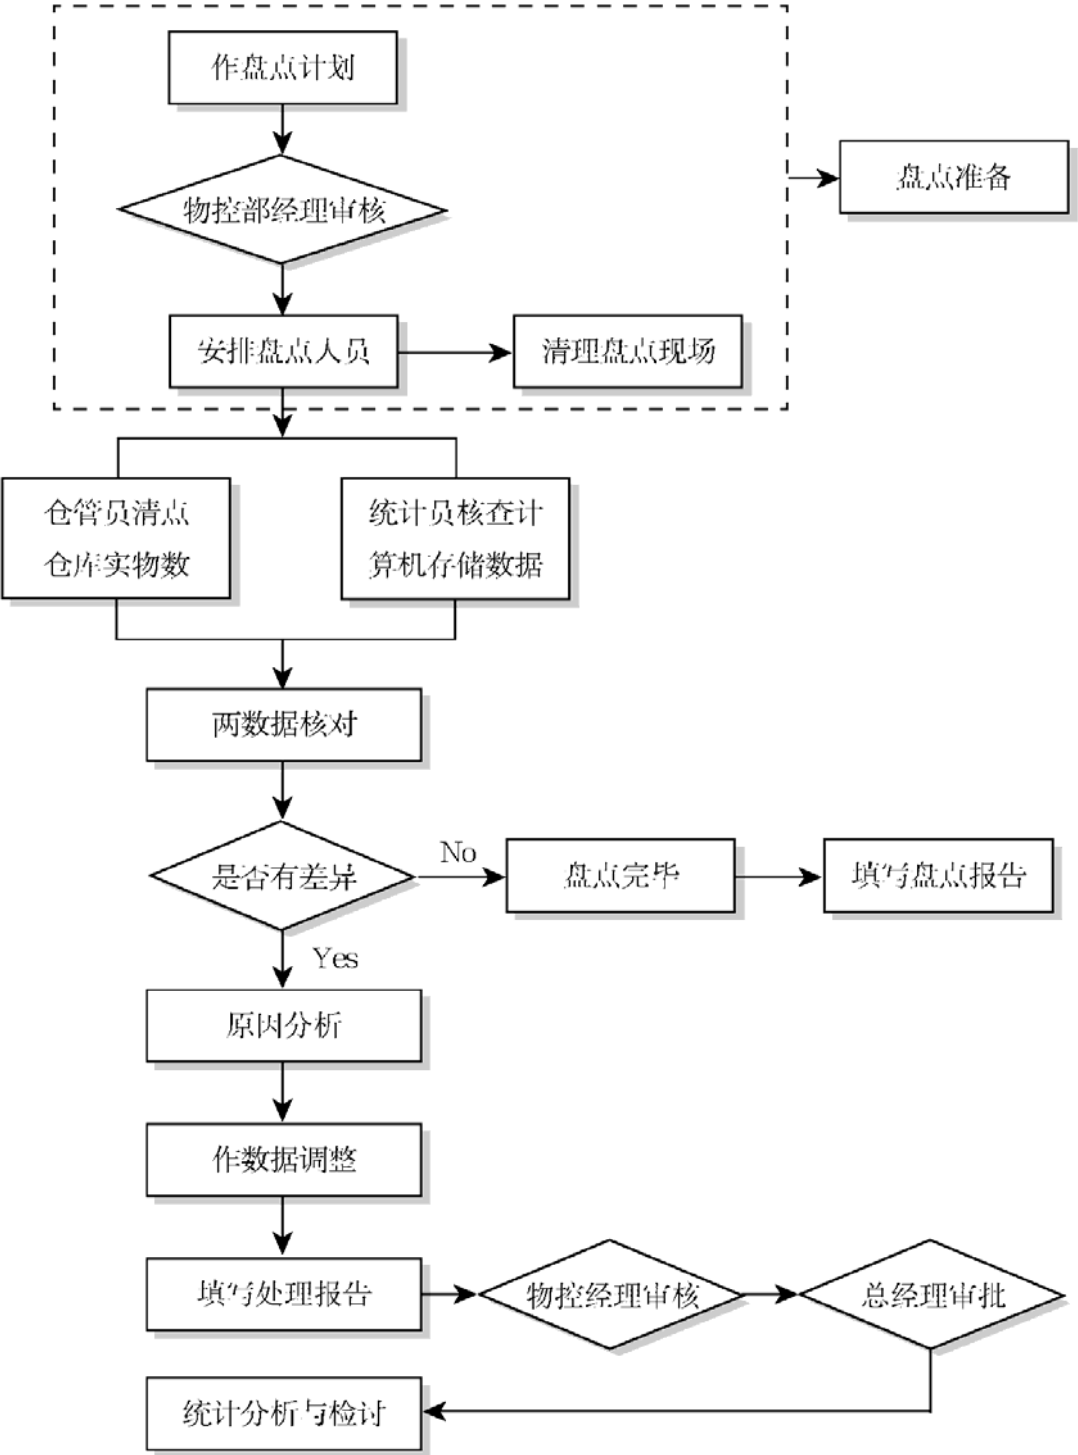 作盘点计划
物控部经理审核
盘点准备
安排盘点人员
清理盘点现场
仓管员清点
仓库实物数
统计员核查计
算机存储数据
两数据核对
是否有差异
No
盘点完毕
填写盘点报告
Yes
原因分析
作数据调整
填写处理报告
物控经理审核
总经理审批
统计分析与检讨